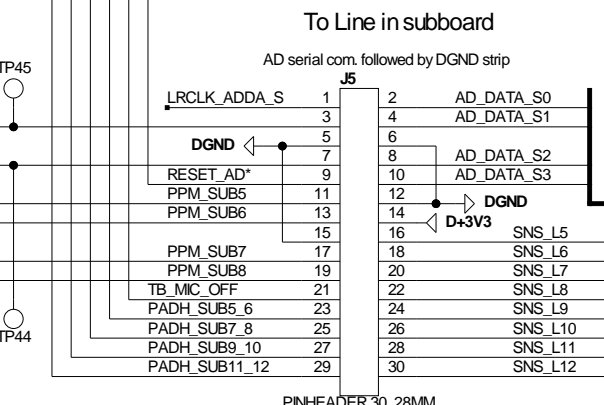 To Line in subboard
AD serial com. followed by DGND strip
TP45
J5
LRCLK_ADDA_S 1 2 AD_DATA_S0
3 4 AD_DATA_S1
DGND 5 6
7 8 AD_DATA_S2
RESET_AD* 9 10 AD_DATA_S3
PPM_SUB5 11 12 DGND
PPM_SUB6 13 14 D+3V3
15 16 SNS_L5
PPM_SUB7 17 18 SNS_L6
PPM_SUB8 19 20 SNS_L7
TB_MIC_OFF 21 22 SNS_L8
PADH_SUB5_6 23 24 SNS_L9
PADH_SUB7_8 25 26 SNS_L10
TP44
PADH_SUB9_10 27 28 SNS_L11
PADH_SUB11_12 29 30 SNS_L12
PINHEADER 30, 28MM